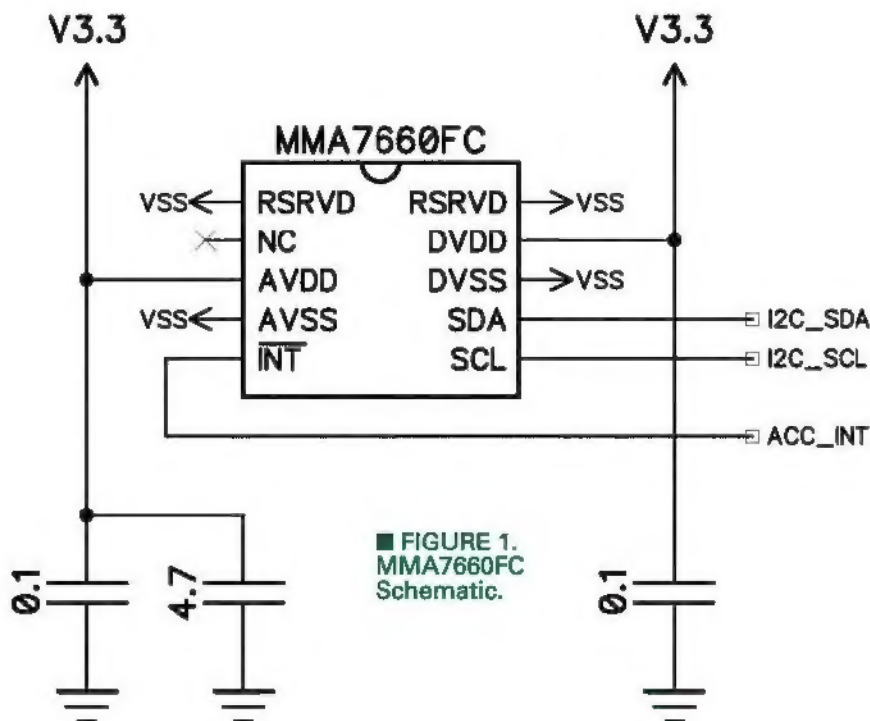 V3.3 V3.3
MMA7660FC
VSS RSRVD RSRVD VSS
NC DVDD
AVDD DVSS VSS
VSS AVSS SDA I2C_SDA
INT SCL I2C_SCL
ACC_INT
■ FIGURE 1.
MMA7660FC
Schematic.
0.1 4.7 0.1